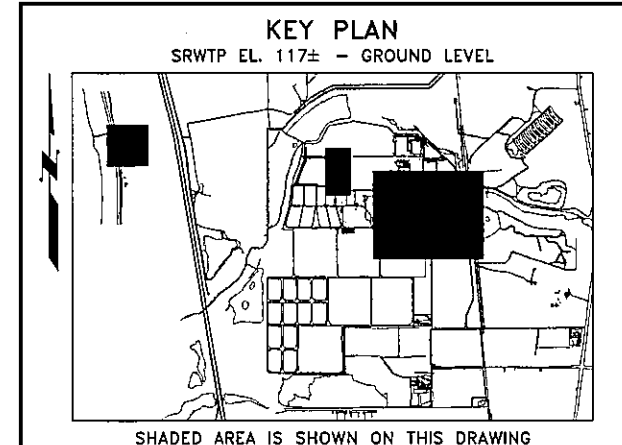 KEY PLAN
SRWTP EL. 117± – GROUND LEVEL
N
SHADED AREA IS SHOWN ON THIS DRAWING